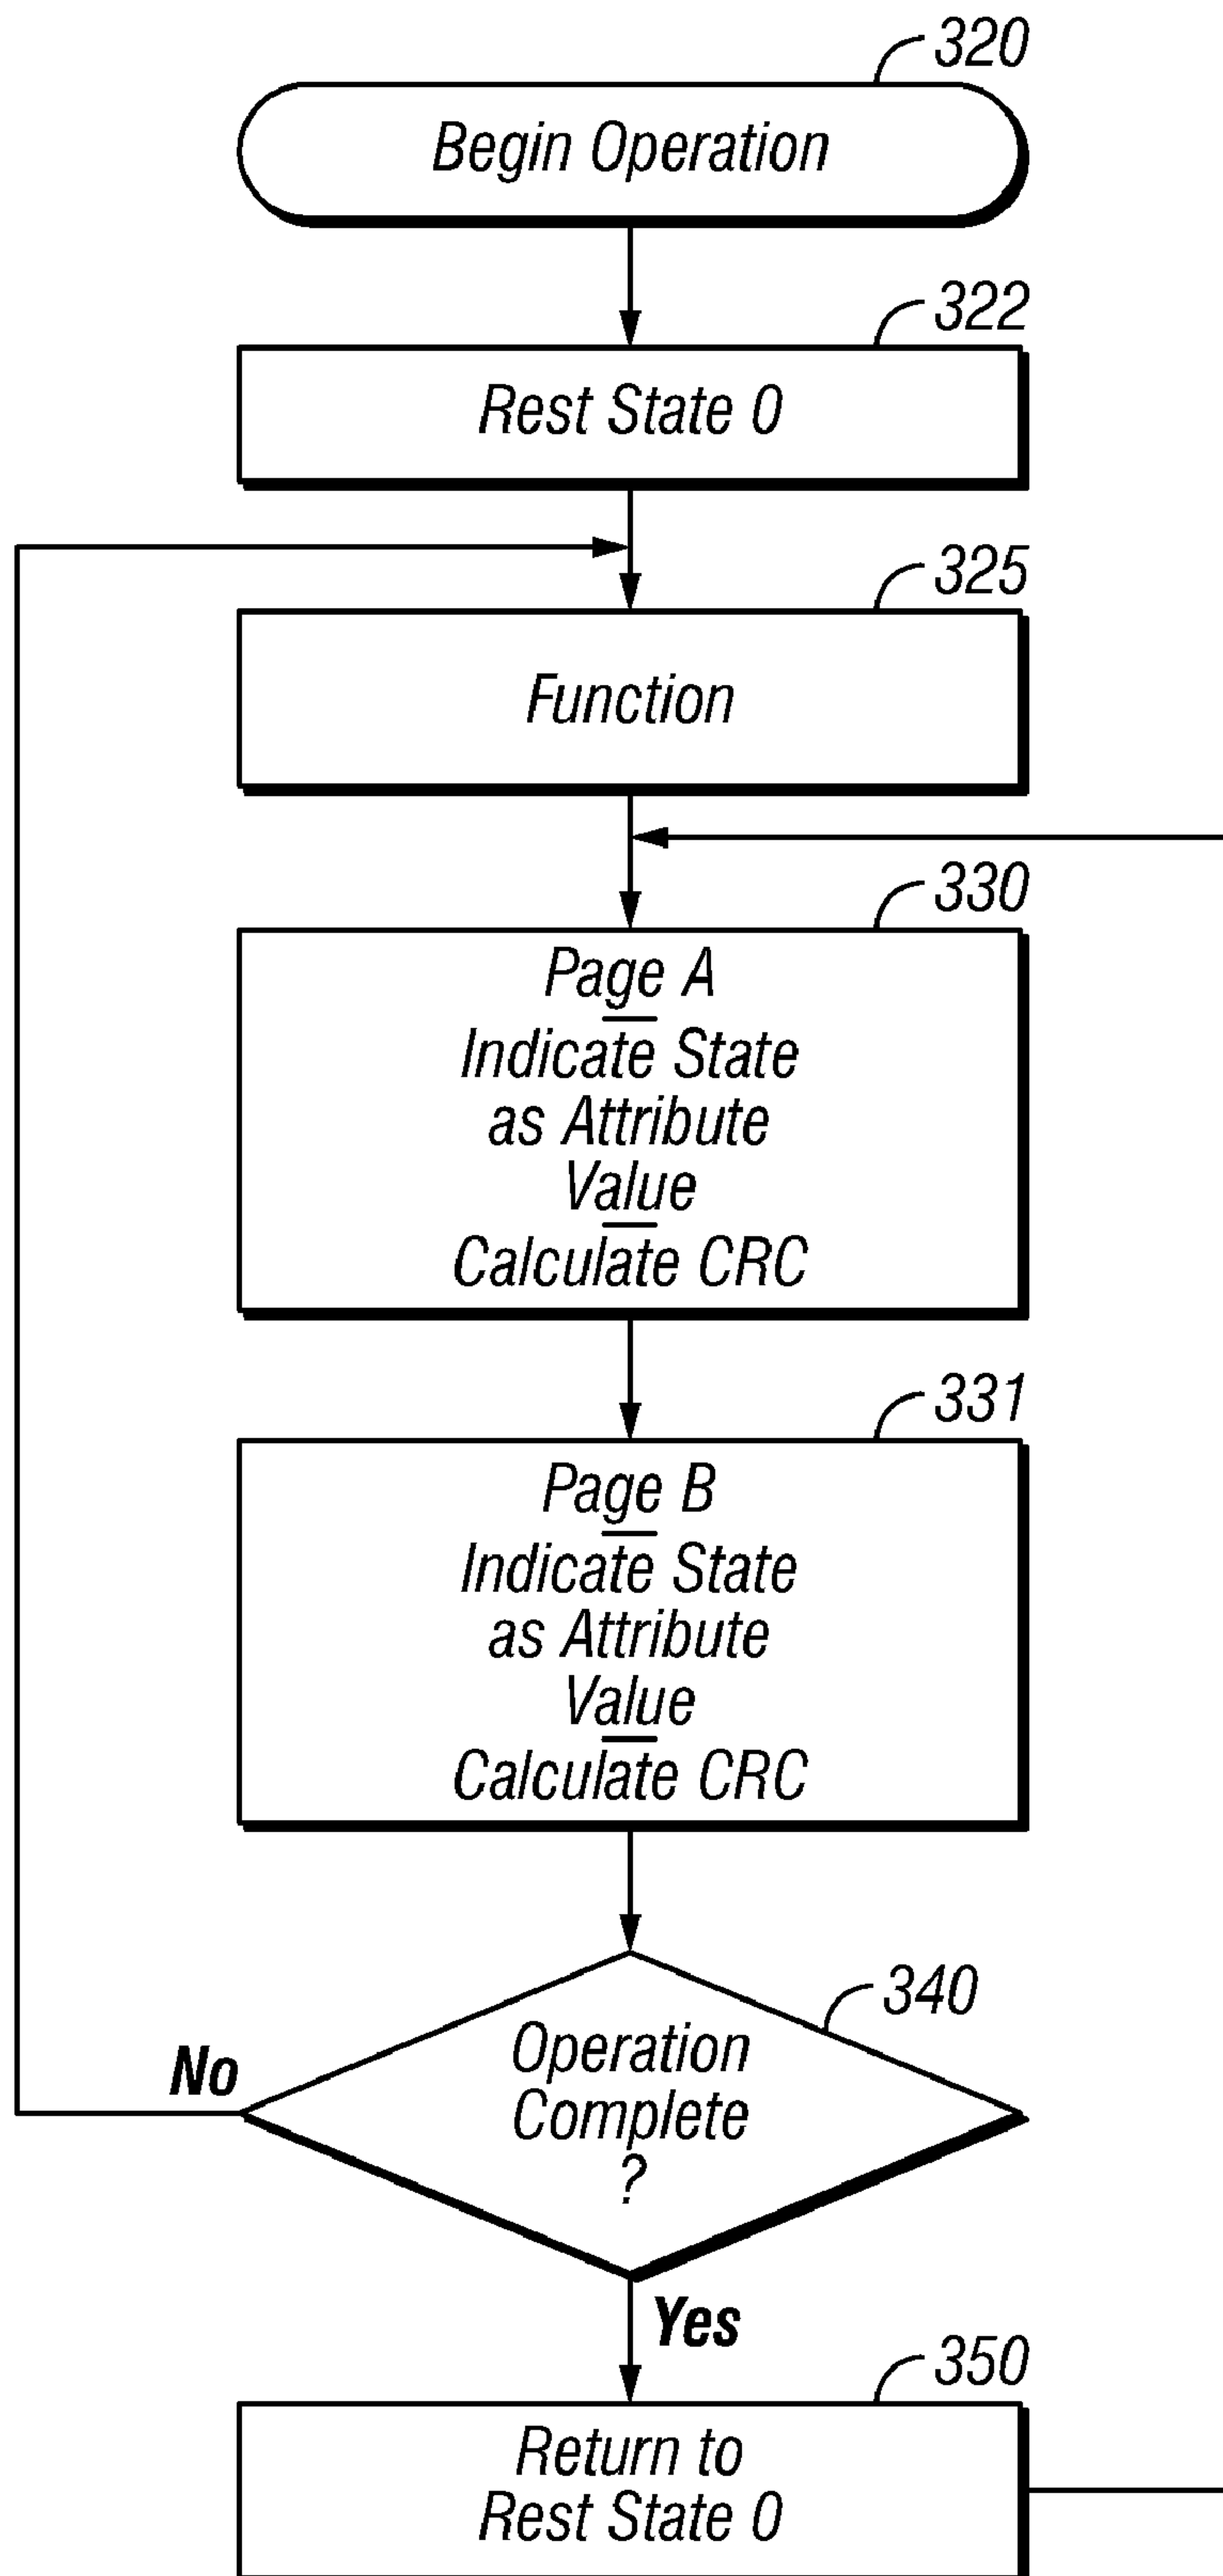 320
Begin Operation
322
Rest State 0
325
Function
330
Page A
Indicate State
as Attribute
Value
Calculate CRC
331
Page B
Indicate State
as Attribute
Value
Calculate CRC
340
Operation
Complete
?
No
Yes
350
Return to
Rest State 0